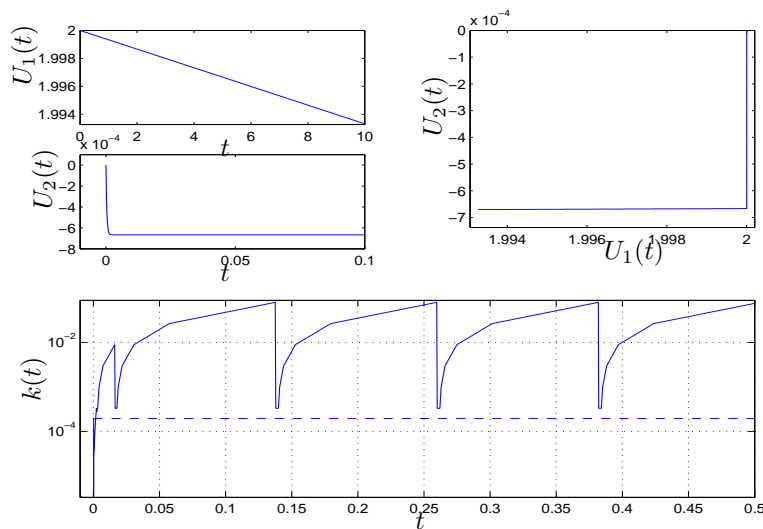 U₁(t)
2
1.998
1.996
1.994
0 2 4 6 8 10
t
× 10⁻⁴
U₂(t)
0
−2
−4
−6
−8
0 0.05 0.1
t
× 10⁻⁴
U₂(t)
0
−1
−2
−3
−4
−5
−6
−7
1.994 1.996 1.998 2
U₁(t)
k(t)
10⁻²
10⁻⁴
0 0.05 0.1 0.15 0.2 0.25 0.3 0.35 0.4 0.45 0.5
t